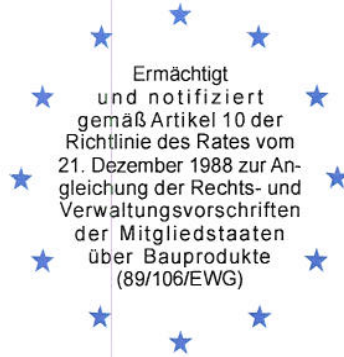 Ermächtigt
und notifiziert
gemäß Artikel 10 der
Richtlinie des Rates vom
21. Dezember 1988 zur An-
gleichung der Rechts- und
Verwaltungsvorschriften
der Mitgliedstaaten
über Bauprodukte
(89/106/EWG)